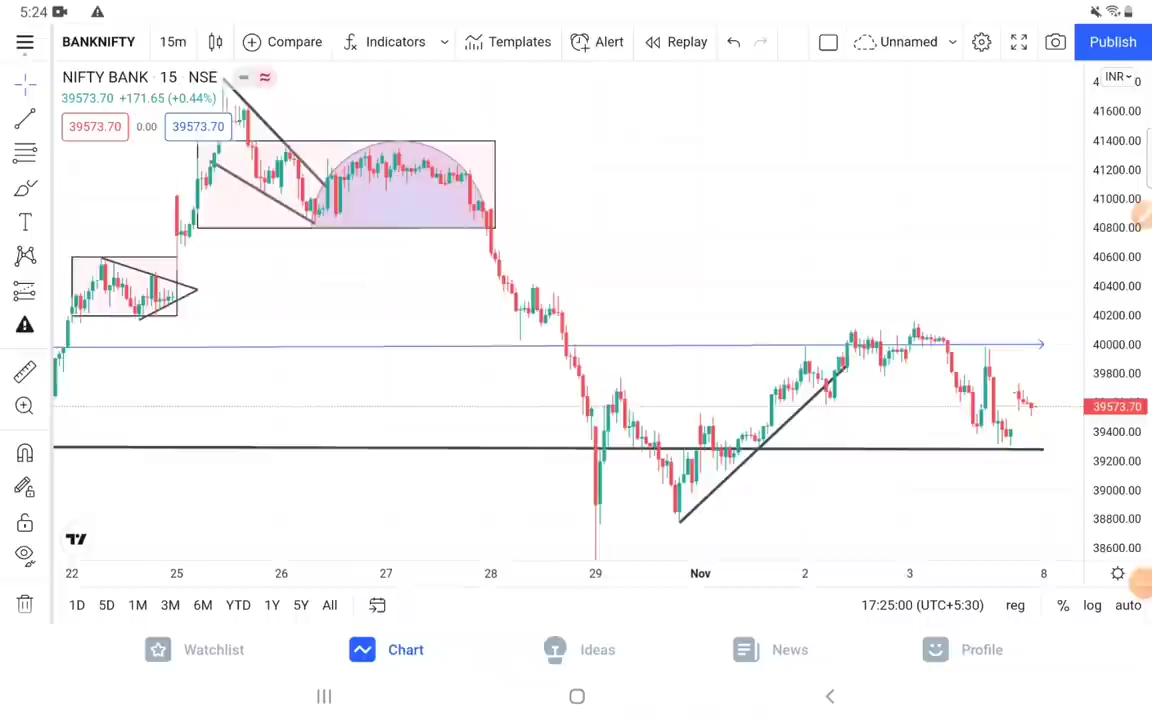 5:24
BANKNIFTY 15m Compare Indicators Templates Alert Replay Unnamed Publish
NIFTY BANK · 15 · NSE
39573.70 +171.65 (+0.44%)
39573.70 0.00 39573.70
INR
41600.00
41400.00
41200.00
41000.00
40800.00
40600.00
40400.00
40200.00
40000.00
39800.00
39573.70
39400.00
39200.00
39000.00
38800.00
38600.00
22 25 26 27 28 29 Nov 2 3 8
1D 5D 1M 3M 6M YTD 1Y 5Y All 17:25:00 (UTC+5:30) reg % log auto
Watchlist Chart Ideas News Profile